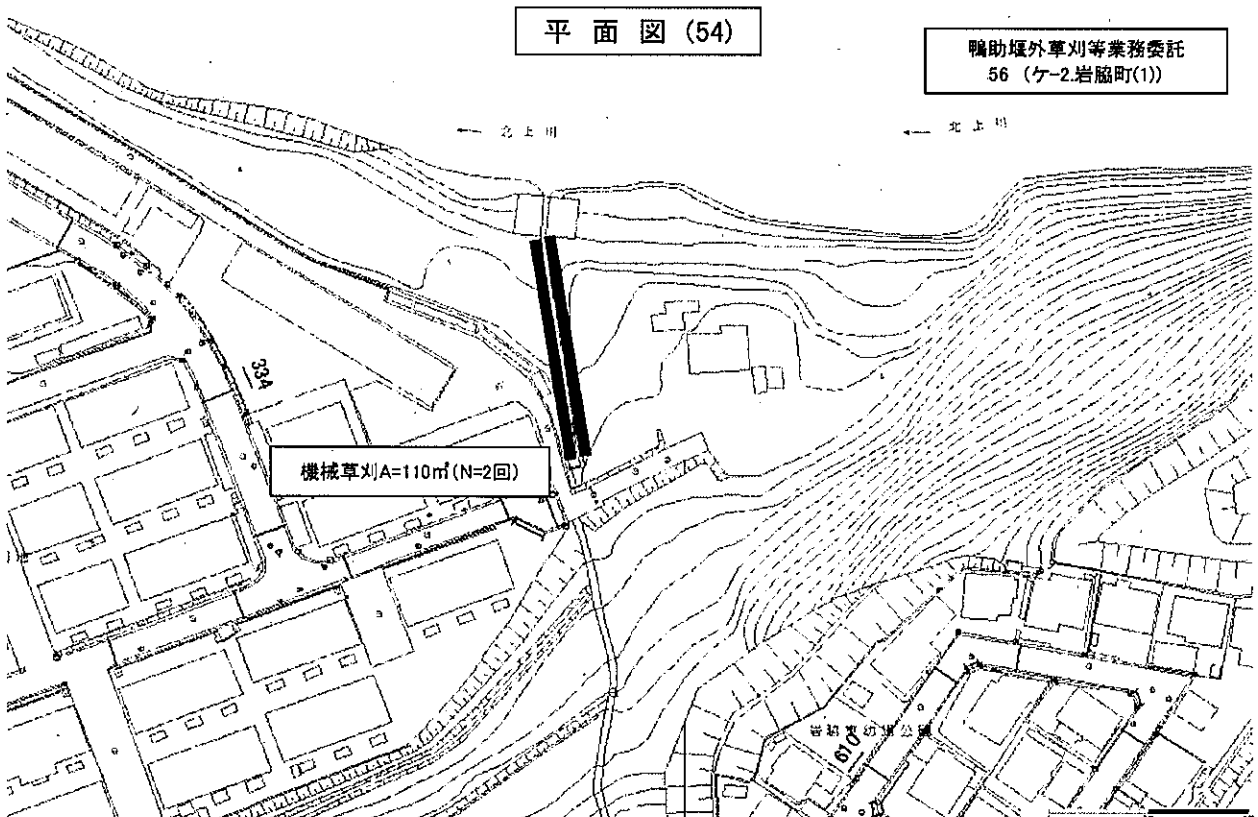 平面図 (54)
鴨助堰外草刈等業務委託
56 (ケ-2.岩脇町(1))
← 北上川
← 北上川
334
機械草刈A=110㎡(N=2回)
610